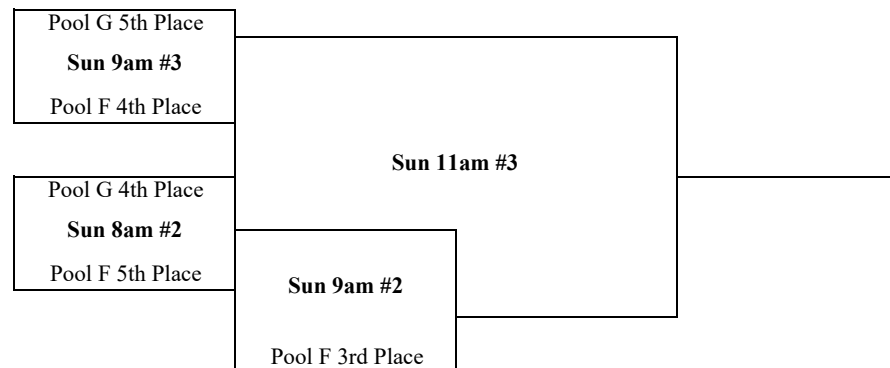 Pool G 5th Place
Sun 9am #3
Pool F 4th Place
Sun 11am #3
Pool G 4th Place
Sun 8am #2
Pool F 5th Place
Sun 9am #2
Pool F 3rd Place